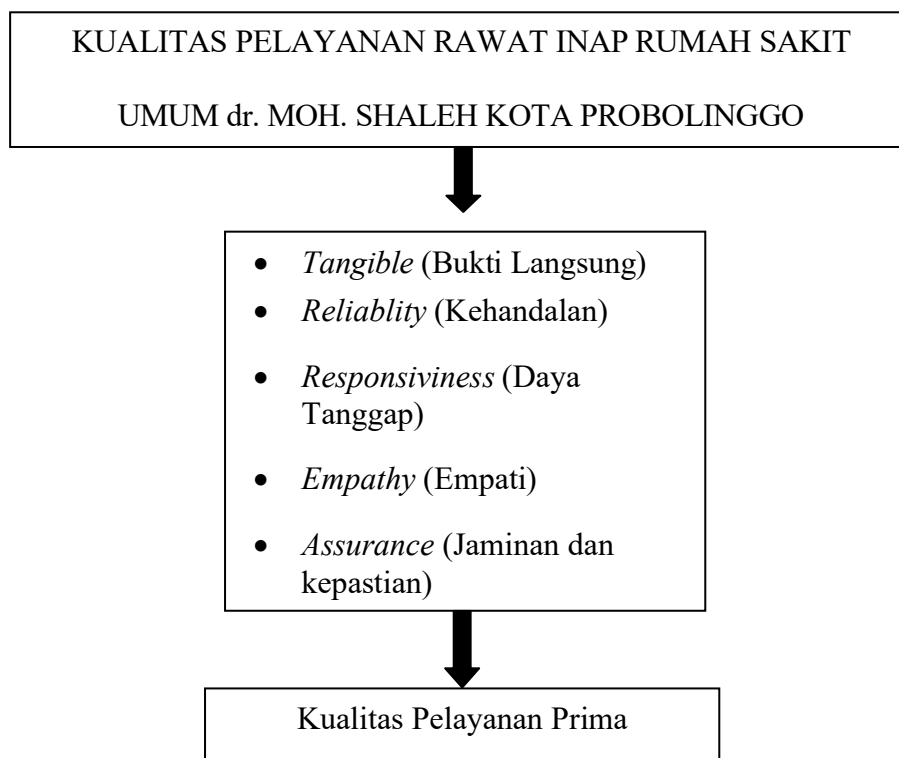 KUALITAS PELAYANAN RAWAT INAP RUMAH SAKIT
UMUM dr. MOH. SHALEH KOTA PROBOLINGGO
• Tangible (Bukti Langsung)
• Reliablity (Kehandalan)
• Responsiviness (Daya
Tanggap)
• Empathy (Empati)
• Assurance (Jaminan dan
kepastian)
Kualitas Pelayanan Prima